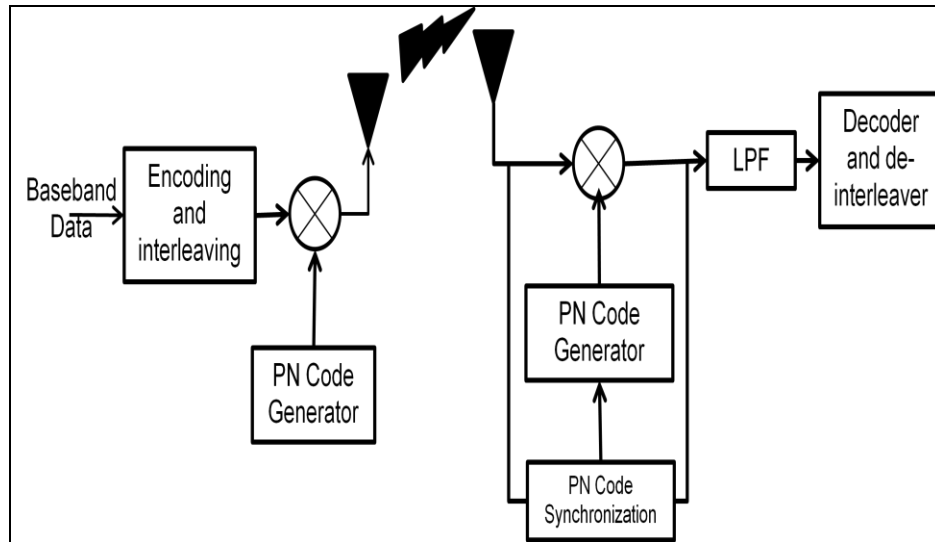 Baseband
Data
Encoding
and
interleaving
PN Code
Generator
LPF
Decoder
and de-
interleaver
PN Code
Generator
PN Code
Synchronization